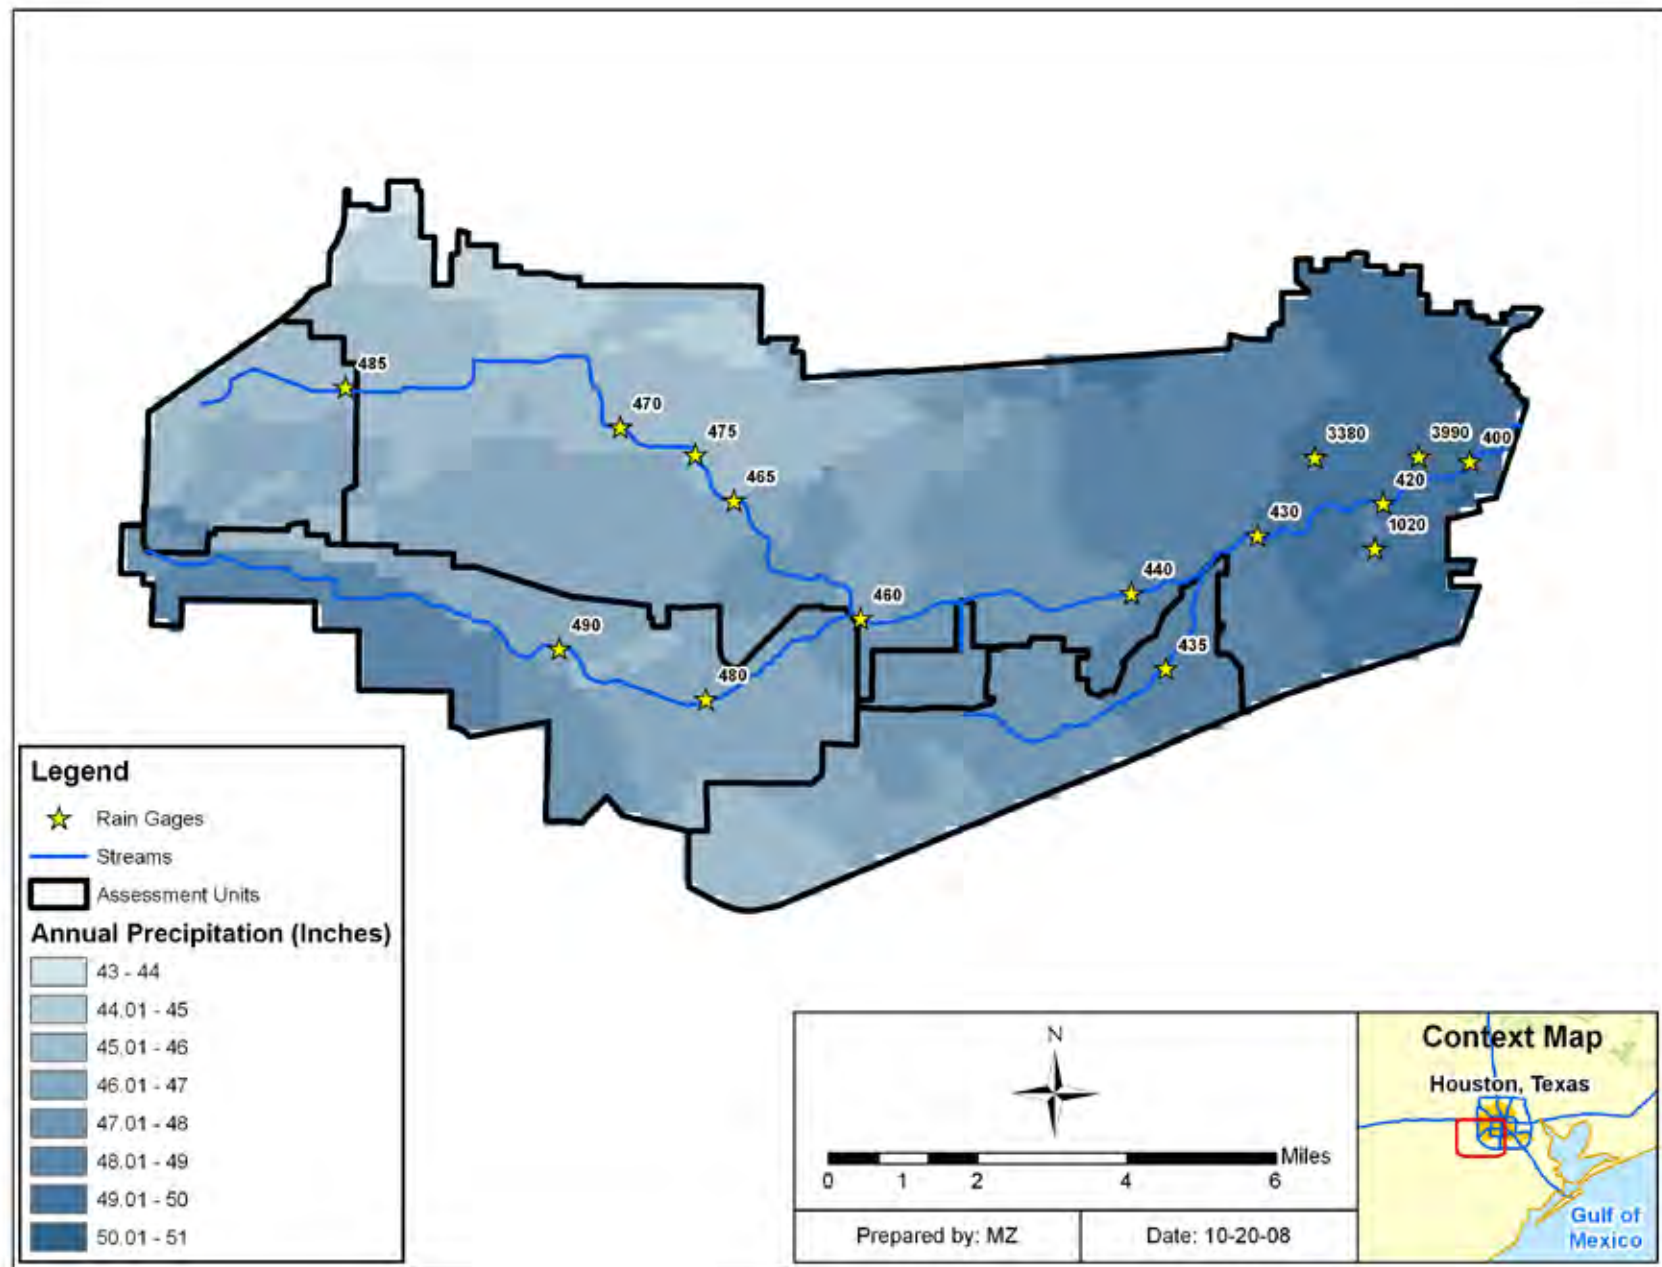 485
470
475
465
3380
3990
400
420
430
1020
440
460
490
435
480
Legend
Rain Gages
Streams
Assessment Units
Annual Precipitation (Inches)
43 - 44
44.01 - 45
45.01 - 46
46.01 - 47
47.01 - 48
48.01 - 49
49.01 - 50
50.01 - 51
N
Miles
0 1 2 4 6
Prepared by: MZ
Date: 10-20-08
Context Map
Houston, Texas
Gulf of
Mexico